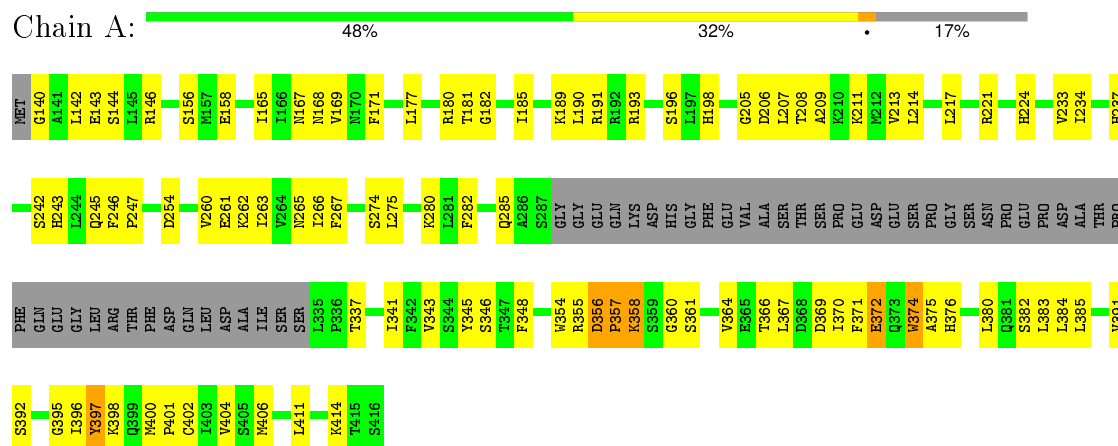 Chain A:
48% 32% • 17%
MET G140 A141 L142 E143 S144 L145 R146 S156 M157 E158 I165 I166 N167 N168 V169 N170 F171 L177 R180 T181 G182 I185 K189 L190 R191 R192 R193 S196 L197 H198 G205 D206 L207 T208 A209 K210 K211 M212 V213 L214 L217 R221 H224 V233 I234 H237
S242 H243 L244 Q245 F246 P247 D254 V260 E261 K262 I263 V264 N265 I266 F267 S274 L275 K280 L281 F282 Q285 A286 S287 GLY GLY GLU GLN LYS ASP HIS GLY PHE GLU VAL ALA SER THR SER PRO GLU ASP GLU SER PRO GLY SER ASN PRO GLU PRO ASP ALA THR PRO
PHE GLN GLU GLY LEU ARG THR PHE ASP GLN LEU ASP ALA ILE SER SER L335 P336 T337 I341 F342 V343 S344 Y345 S346 T347 F348 W354 R355 D356 P357 K358 S359 G360 S361 V364 E365 T366 L367 D368 D369 I370 F371 E372 Q373 W374 A375 H376 L380 Q381 S382 L383 L384 L385 V391
S392 G395 I396 Y397 K398 Q399 M400 P401 C402 I403 V404 S405 M406 L411 K414 T415 S416